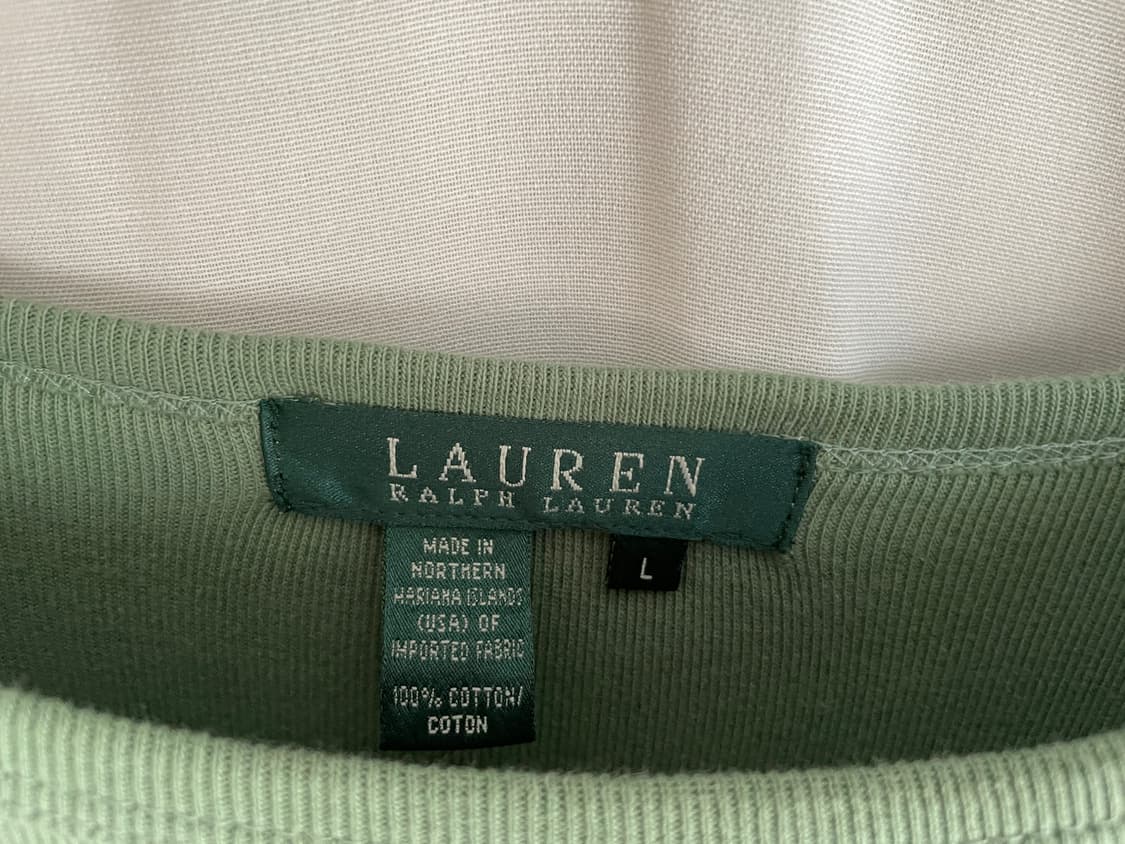 LAUREN
RALPH LAUREN
L
MADE IN
NORTHERN
MARIANA ISLANDS
(USA) OF
IMPORTED FABRIC
100% COTTON/
COTON